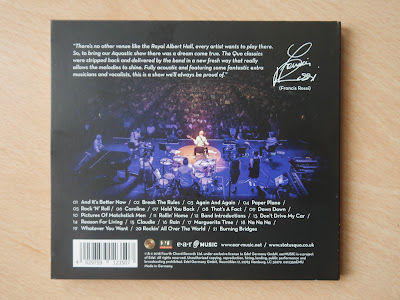 "There's no other venue like the Royal Albert Hall, every artist wants to play there.
So, to bring our Aquostic show there was a dream come true. The Quo classics
were stripped back and delivered by the band in a new fresh way that really
allows the melodies to shine. Fully acoustic and featuring some fantastic extra
musicians and vocalists, this is a show we'll always be proud of."
(Francis Rossi)
01 And It's Better Now / 02 Break The Rules / 03 Again And Again / 04 Paper Plane /
05 Rock 'N' Roll / 06 Caroline / 07 Hold You Back / 08 That's A Fact / 09 Down Down /
10 Pictures Of Matchstick Men / 11 Rollin' Home / 12 Band Introductions / 13 Don't Drive My Car /
14 Reason For Living / 15 Claudie / 16 Rain / 17 Marguerita Time / 18 Na Na Na /
19 Whatever You Want / 20 Rockin' All Over The World / 21 Burning Bridges
e·a·r MUSIC
www.ear-music.net
www.statusquo.co.uk
Made in Germany